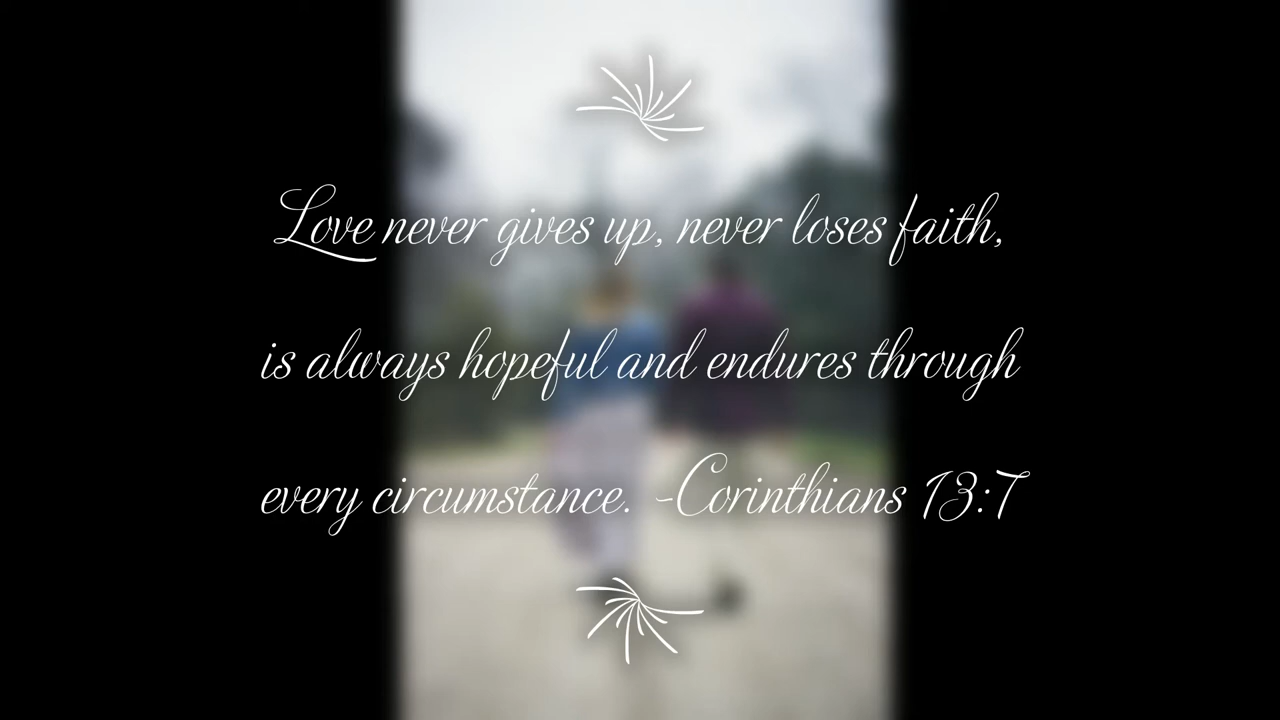 Love never gives up, never loses faith,
is always hopeful and endures through
every circumstance. -Corinthians 13:7